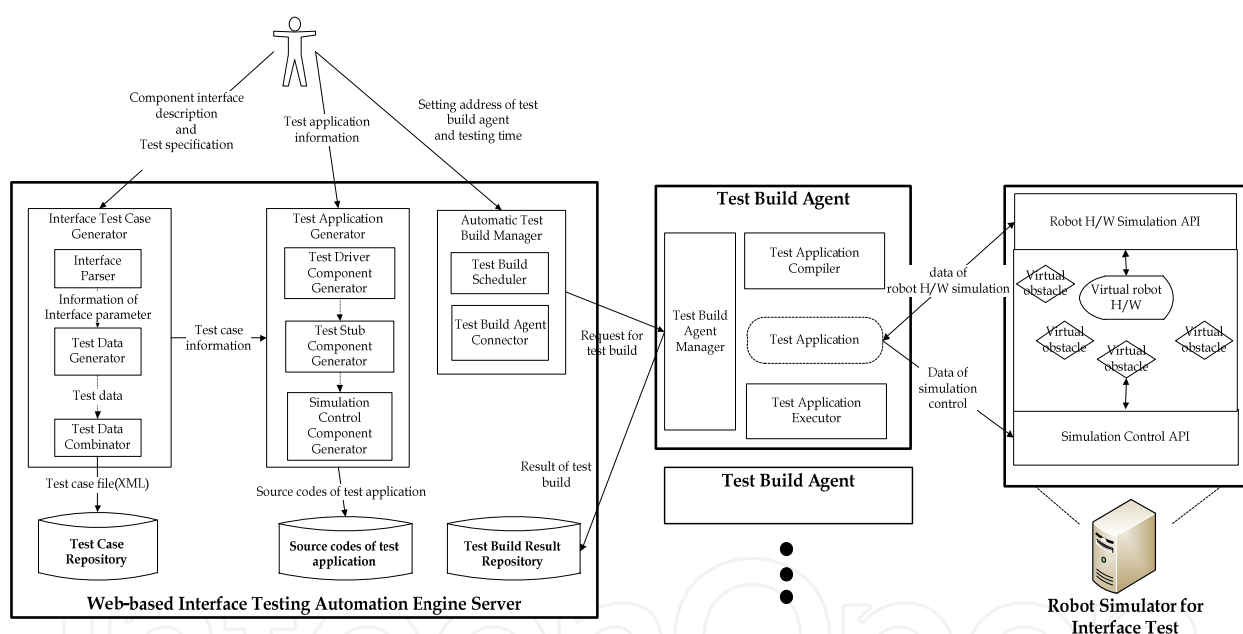 Component interface
description
and
Test specification
Test application
information
Setting address of test
build agent
and testing time
Interface Test Case
Generator
Interface
Parser
Information of
Interface parameter
Test Data
Generator
Test data
Test Data
Combinator
Test case file(XML)
Test Case
Repository
Test case
information
Test Application
Generator
Test Driver
Component
Generator
Test Stub
Component
Generator
Simulation
Control
Component
Generator
Source codes of test application
Source codes of test
application
Automatic Test
Build Manager
Test Build
Scheduler
Test Build Agent
Connector
Request for
test build
Result of test
build
Test Build Result
Repository
Web-based Interface Testing Automation Engine Server
Test Build Agent
Test Build
Agent
Manager
Test Application
Compiler
Test Application
Test Application
Executor
Test Build Agent
data of
robot H/W simulation
Data of
simulation
control
Robot H/W Simulation API
Virtual
obstacle
Virtual robot
H/W
Virtual
obstacle
Virtual
obstacle
Virtual
obstacle
Simulation Control API
Robot Simulator for
Interface Test